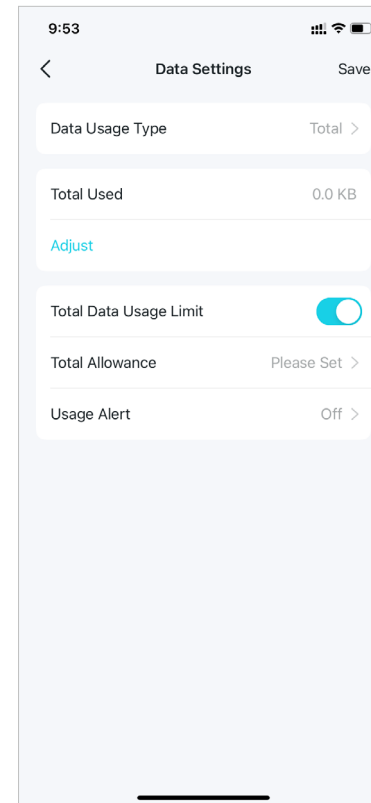 9:53
Data Settings Save
Data Usage Type Total
Total Used 0.0 KB
Adjust
Total Data Usage Limit
Total Allowance Please Set
Usage Alert Off